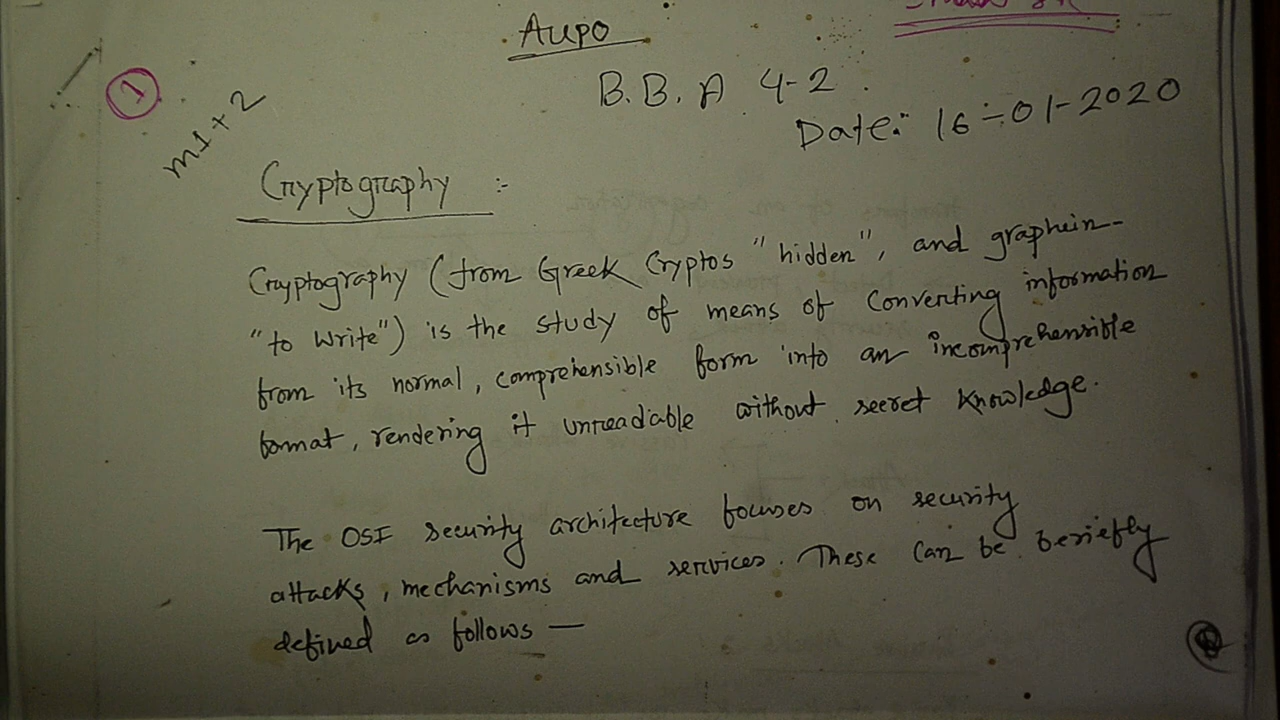 Aupo
B.B.A 4-2.
Date: 16-01-2020
1
m1+2
Cryptography :-
Cryptography (from Greek Cryptos "hidden", and graphein-
"to Write") is the study of means of Converting information
from its normal, comprehensible form into an incomprehensible
format, rendering it unreadable without secret knowledge.
The OSI security architecture focuses on security
attacks, mechanisms and services. These Can be beriefly
defined as follows —